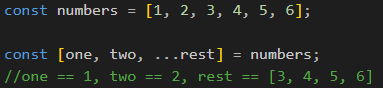 const numbers = [1, 2, 3, 4, 5, 6];
const [one, two, ...rest] = numbers;
//one == 1, two == 2, rest == [3, 4, 5, 6]